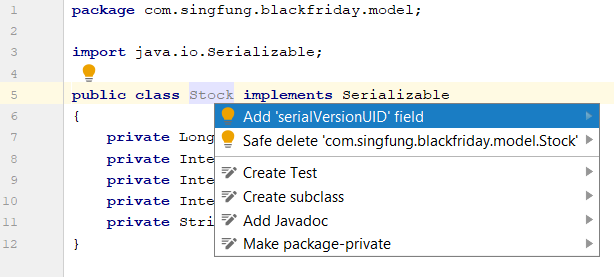 1 package com.singfung.blackfriday.model;
2
3 import java.io.Serializable;
4
5 public class Stock implements Serializable
6 {
7 private Long
8 private Inte
9 private Inte
10 private Inte
11 private Stri
12 }
Add 'serialVersionUID' field
Safe delete 'com.singfung.blackfriday.model.Stock'
Create Test
Create subclass
Add Javadoc
Make package-private